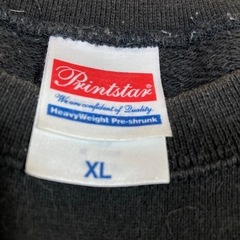 Printstar
We are confident of Quality.
HeavyWeight Pre-shrunk
XL